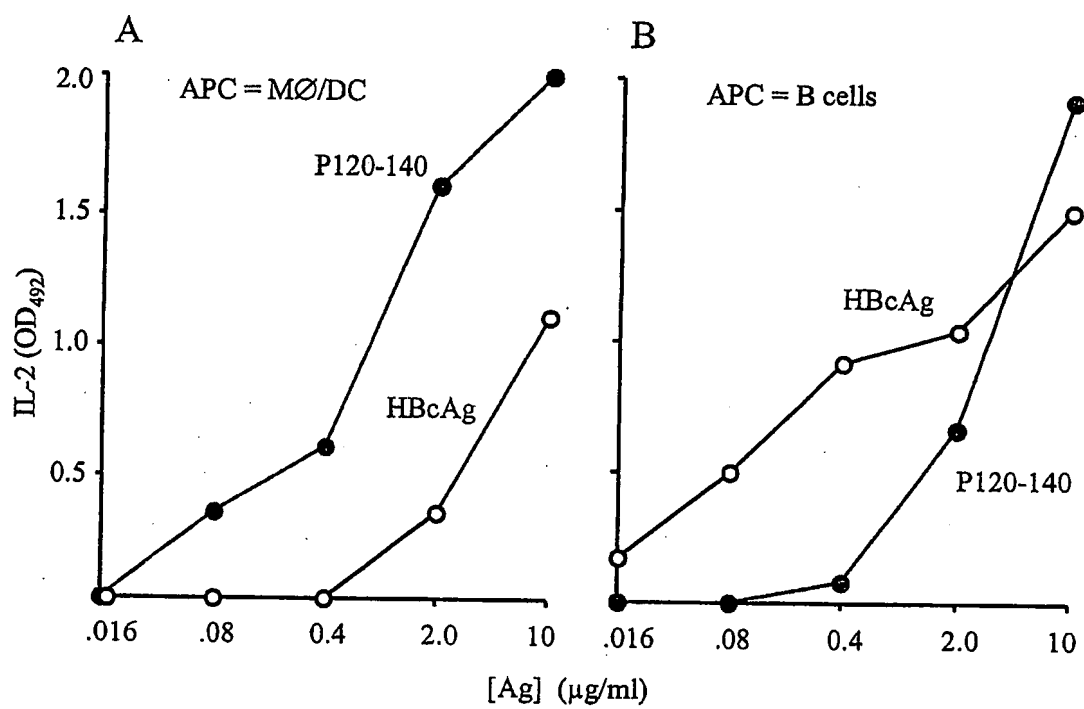 A
APC = MØ/DC
P120-140
HBcAg
2.0
1.5
1.0
0.5
IL-2 (OD492)
.016 .08 0.4 2.0 10
B
APC = B cells
HBcAg
P120-140
.016 .08 0.4 2.0 10
[Ag] (µg/ml)